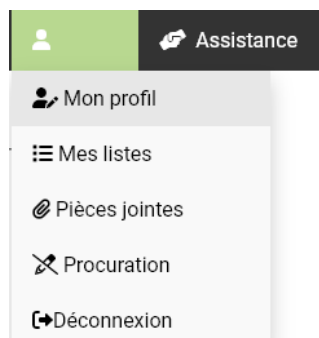 Assistance
Mon profil
Mes listes
Pièces jointes
Procuration
Déconnexion